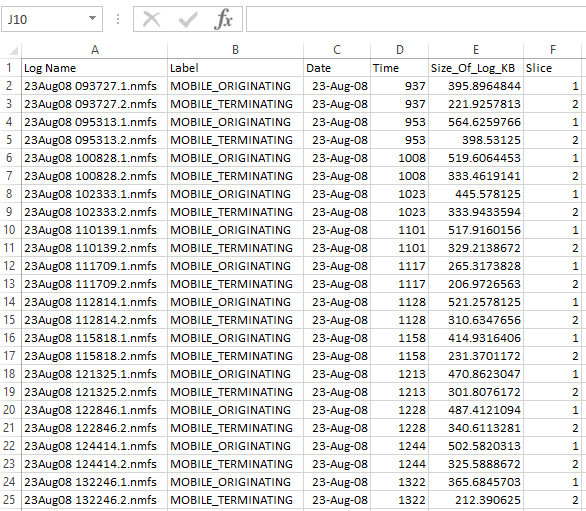 J10
A B C D E F
1 Log Name Label Date Time Size_Of_Log_KB Slice
2 23Aug08 093727.1.nmfs MOBILE_ORIGINATING 23-Aug-08 937 395.8964844 1
3 23Aug08 093727.2.nmfs MOBILE_TERMINATING 23-Aug-08 937 221.9257813 2
4 23Aug08 095313.1.nmfs MOBILE_ORIGINATING 23-Aug-08 953 564.6259766 1
5 23Aug08 095313.2.nmfs MOBILE_TERMINATING 23-Aug-08 953 398.53125 2
6 23Aug08 100828.1.nmfs MOBILE_ORIGINATING 23-Aug-08 1008 519.6064453 1
7 23Aug08 100828.2.nmfs MOBILE_TERMINATING 23-Aug-08 1008 333.4619141 2
8 23Aug08 102333.1.nmfs MOBILE_ORIGINATING 23-Aug-08 1023 445.578125 1
9 23Aug08 102333.2.nmfs MOBILE_TERMINATING 23-Aug-08 1023 333.9433594 2
10 23Aug08 110139.1.nmfs MOBILE_ORIGINATING 23-Aug-08 1101 517.9160156 1
11 23Aug08 110139.2.nmfs MOBILE_TERMINATING 23-Aug-08 1101 329.2138672 2
12 23Aug08 111709.1.nmfs MOBILE_ORIGINATING 23-Aug-08 1117 265.3173828 1
13 23Aug08 111709.2.nmfs MOBILE_TERMINATING 23-Aug-08 1117 206.9726563 2
14 23Aug08 112814.1.nmfs MOBILE_ORIGINATING 23-Aug-08 1128 521.2578125 1
15 23Aug08 112814.2.nmfs MOBILE_TERMINATING 23-Aug-08 1128 310.6347656 2
16 23Aug08 115818.1.nmfs MOBILE_ORIGINATING 23-Aug-08 1158 414.9316406 1
17 23Aug08 115818.2.nmfs MOBILE_TERMINATING 23-Aug-08 1158 231.3701172 2
18 23Aug08 121325.1.nmfs MOBILE_ORIGINATING 23-Aug-08 1213 470.8623047 1
19 23Aug08 121325.2.nmfs MOBILE_TERMINATING 23-Aug-08 1213 301.8076172 2
20 23Aug08 122846.1.nmfs MOBILE_ORIGINATING 23-Aug-08 1228 487.4121094 1
21 23Aug08 122846.2.nmfs MOBILE_TERMINATING 23-Aug-08 1228 340.6113281 2
22 23Aug08 124414.1.nmfs MOBILE_ORIGINATING 23-Aug-08 1244 502.5820313 1
23 23Aug08 124414.2.nmfs MOBILE_TERMINATING 23-Aug-08 1244 325.5888672 2
24 23Aug08 132246.1.nmfs MOBILE_ORIGINATING 23-Aug-08 1322 365.6845703 1
25 23Aug08 132246.2.nmfs MOBILE_TERMINATING 23-Aug-08 1322 212.390625 2